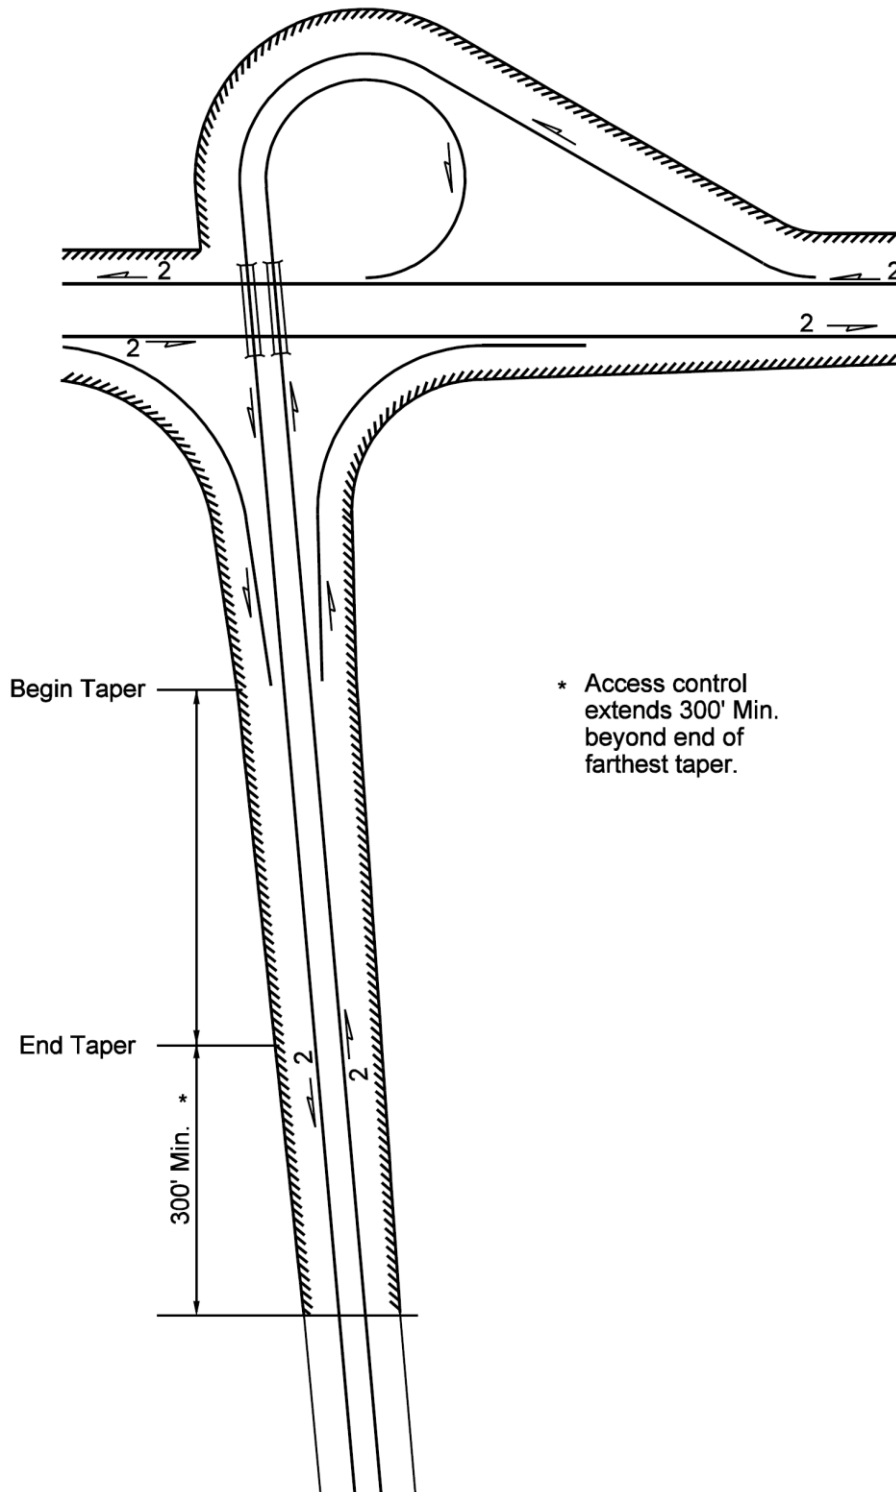 2
2
2
2
Begin Taper
* Access control
extends 300' Min.
beyond end of
farthest taper.
End Taper
2
2
300' Min. *